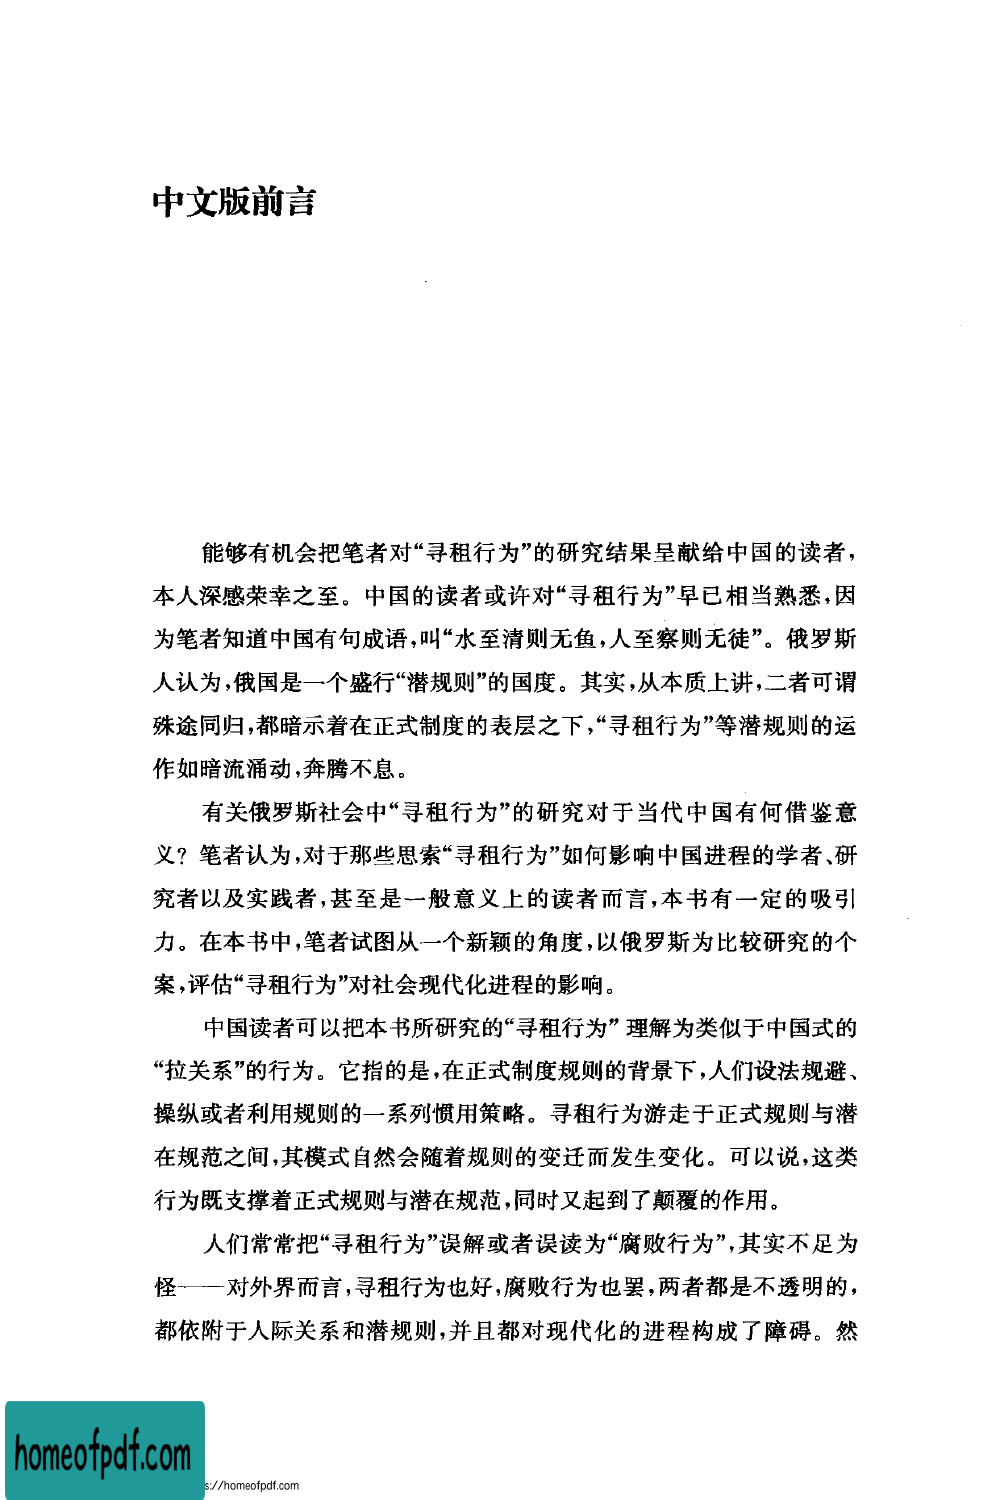 中文版前言
能够有机会把笔者对“寻租行为”的研究结果呈献给中国的读者，
本人深感荣幸之至。中国的读者或许对“寻租行为”早已相当熟悉，因
为笔者知道中国有句成语，叫“水至清则无鱼，人至察则无徒”。俄罗斯
人认为，俄国是一个盛行“潜规则”的国度。其实，从本质上讲，二者可谓
殊途同归，都暗示着在正式制度的表层之下，“寻租行为”等潜规则的运
作如暗流涌动，奔腾不息。
有关俄罗斯社会中“寻租行为”的研究对于当代中国有何借鉴意
义？笔者认为，对于那些思索“寻租行为”如何影响中国进程的学者、研
究者以及实践者，甚至是一般意义上的读者而言，本书有一定的吸引
力。在本书中，笔者试图从一个新颖的角度，以俄罗斯为比较研究的个
案，评估“寻租行为”对社会现代化进程的影响。
中国读者可以把本书所研究的“寻租行为”理解为类似于中国式的
“拉关系”的行为。它指的是，在正式制度规则的背景下，人们设法规避、
操纵或者利用规则的一系列惯用策略。寻租行为游走于正式规则与潜
在规范之间，其模式自然会随着规则的变迁而发生变化。可以说，这类
行为既支撑着正式规则与潜在规范，同时又起到了颠覆的作用。
人们常常把“寻租行为”误解或者误读为“腐败行为”，其实不足为
怪——对外界而言，寻租行为也好，腐败行为也罢，两者都是不透明的，
都依附于人际关系和潜规则，并且都对现代化的进程构成了障碍。然
homeofpdf.com
s://homeofpdf.com